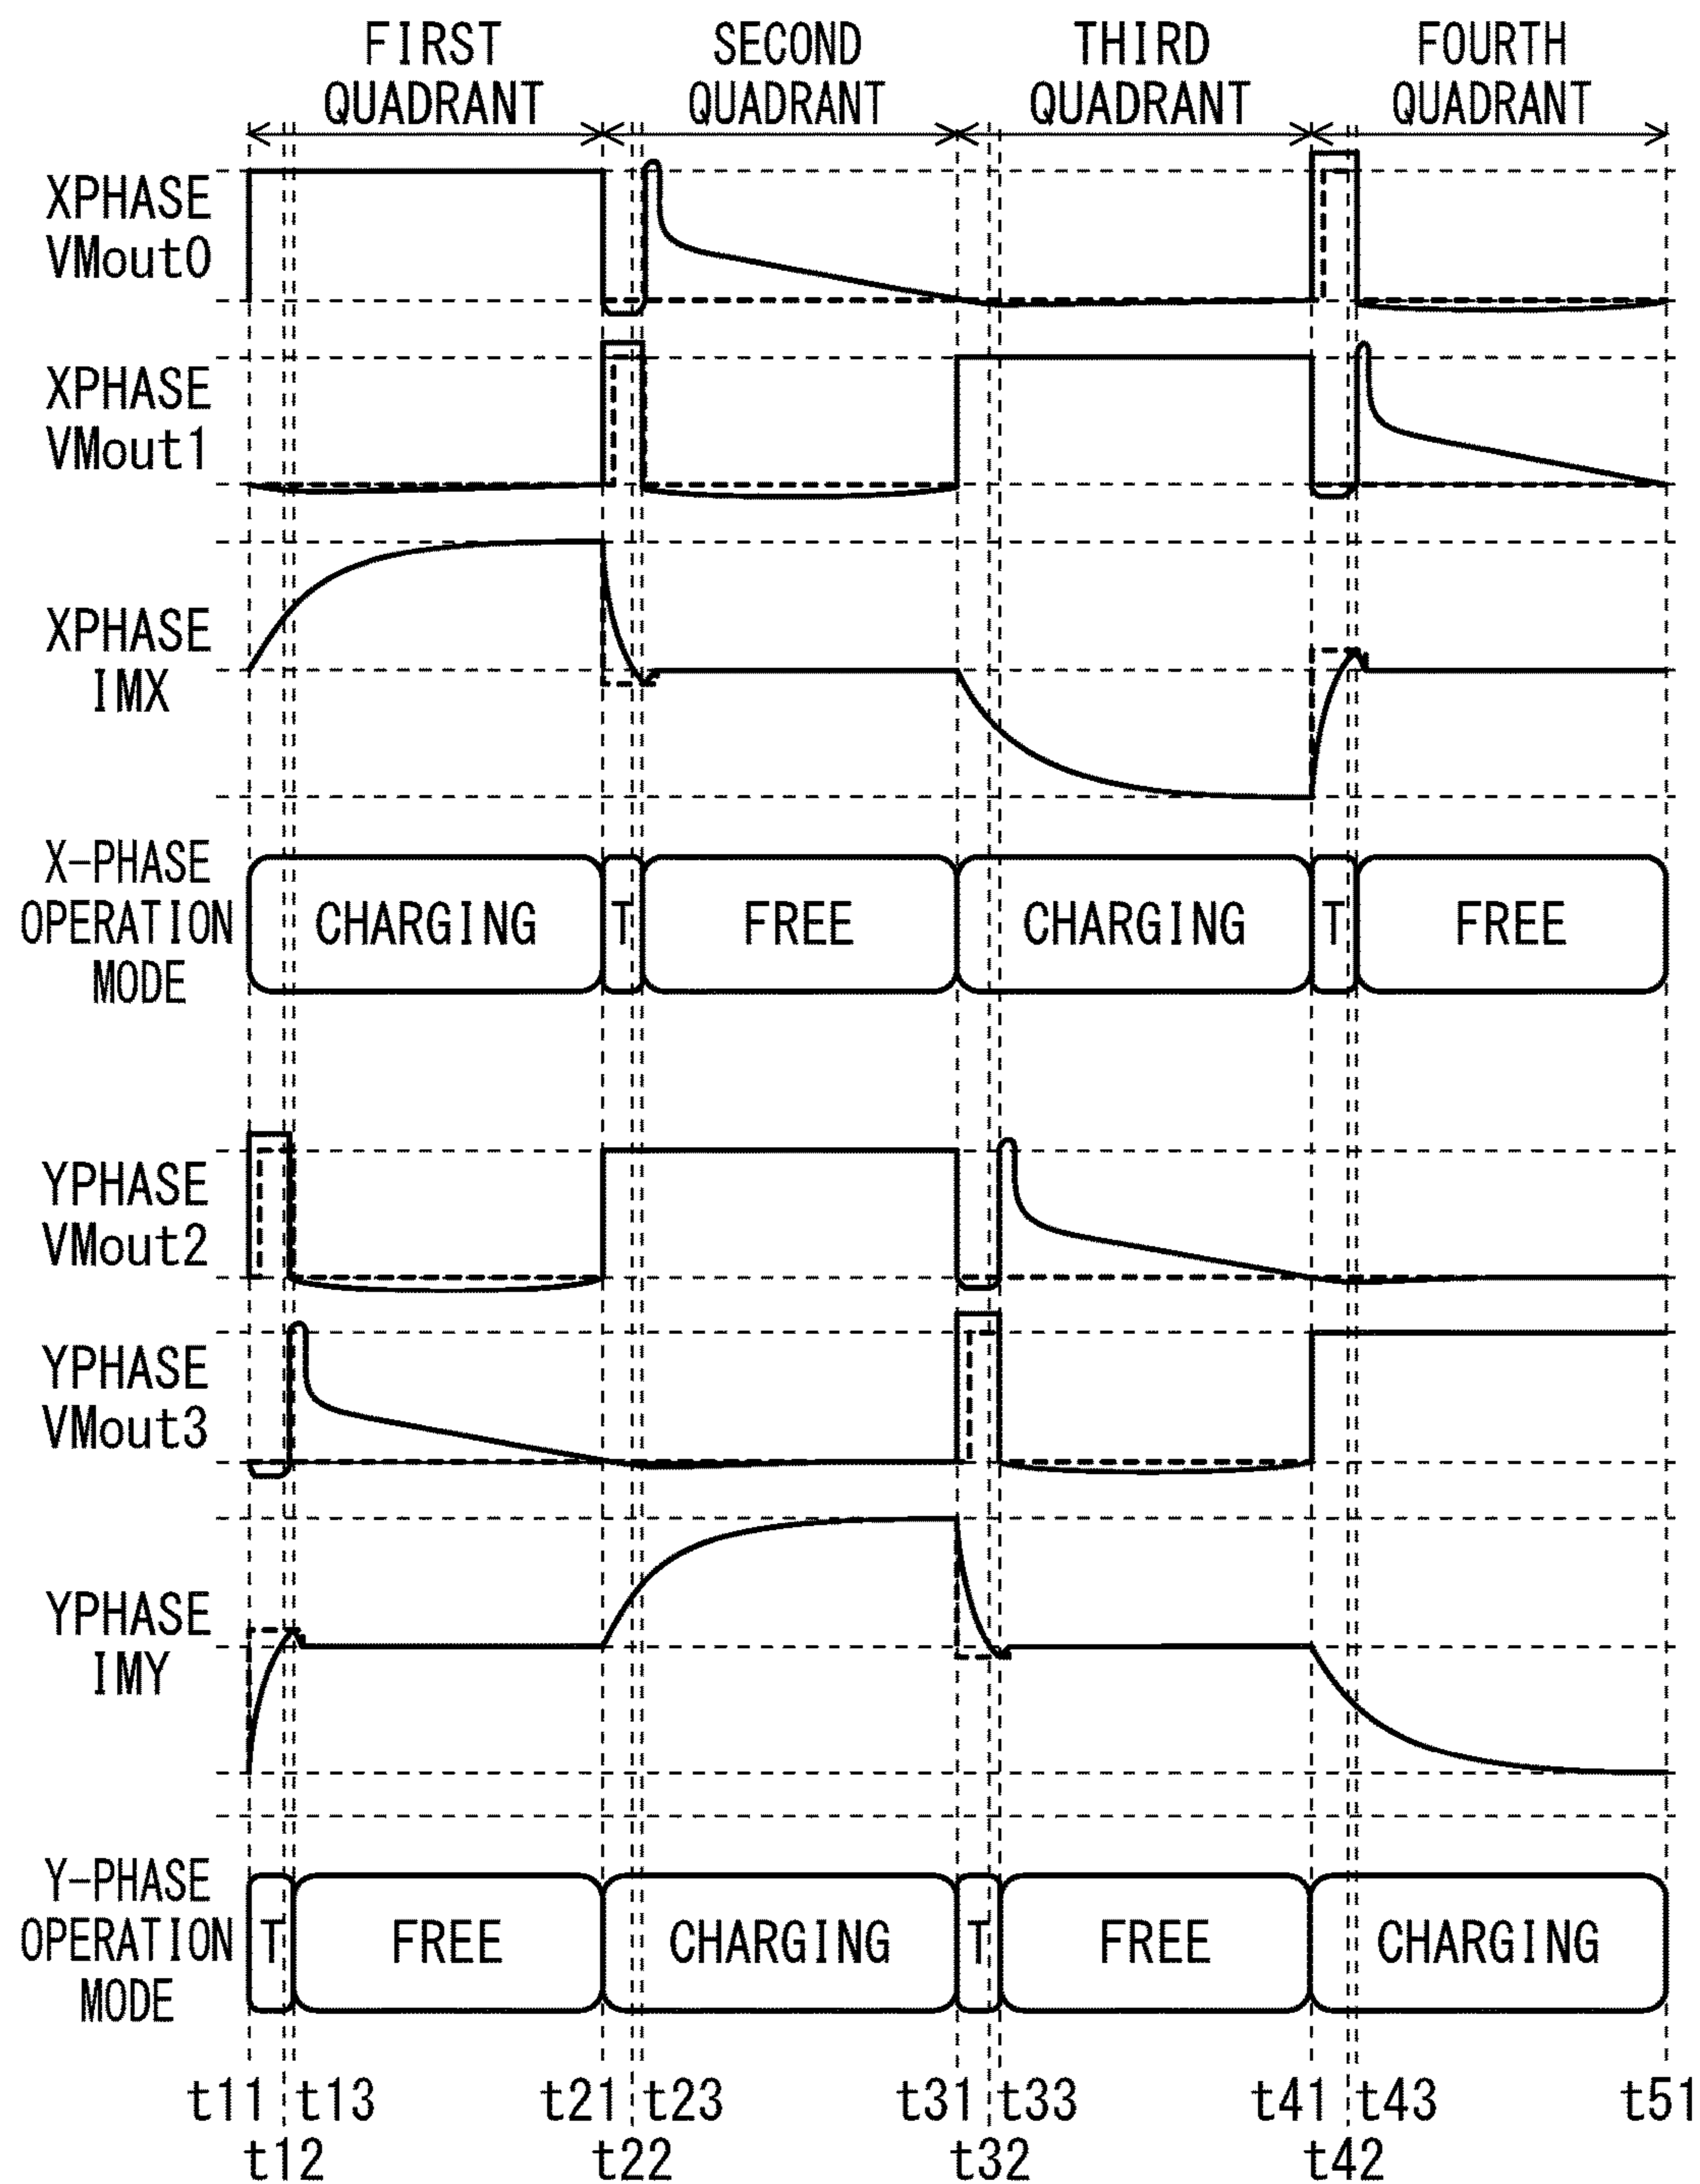 FIRST
QUADRANT
SECOND
QUADRANT
THIRD
QUADRANT
FOURTH
QUADRANT
XPHASE
VMout0
XPHASE
VMout1
XPHASE
IMX
X-PHASE
OPERATION
MODE
CHARGING
T
FREE
CHARGING
T
FREE
YPHASE
VMout2
YPHASE
VMout3
YPHASE
IMY
Y-PHASE
OPERATION
MODE
T
FREE
CHARGING
T
FREE
CHARGING
t11 t13 t21 t23 t31 t33 t41 t43 t51
t12 t22 t32 t42